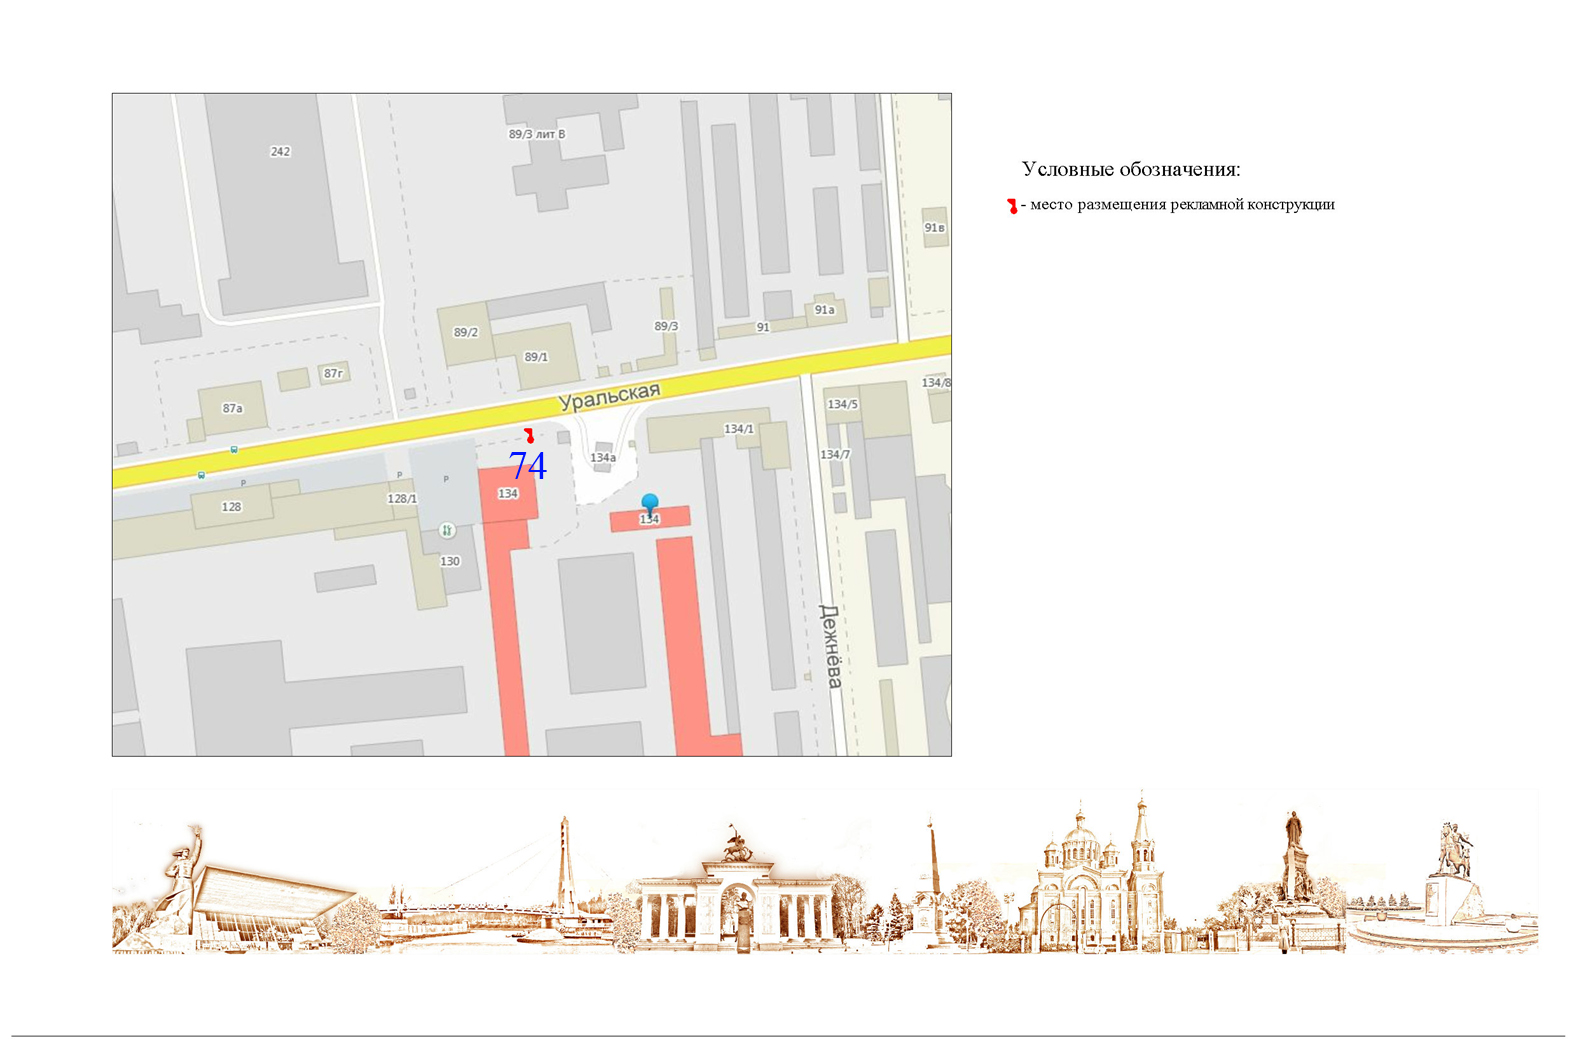 242
89/3 лит В
91в
91а
91
89/3
89/2
89/1
87г
87а
Уральская
134/8
134/5
134/1
134/7
134а
74
134
134
P
P
P
128
128/1
130
Дежнёва
Условные обозначения:
- место размещения рекламной конструкции